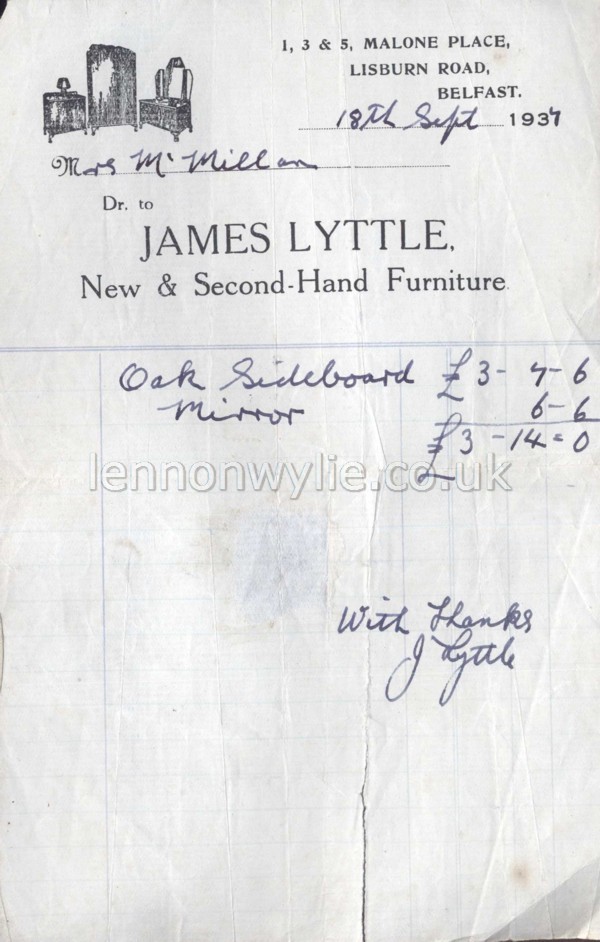 1, 3 & 5, MALONE PLACE,
LISBURN ROAD,
BELFAST.
18th Sept 1937
Mrs McMillan
Dr. to
JAMES LYTTLE,
New & Second-Hand Furniture.
Oak Sideboard £3-7-6
Mirror 6-6
£3-14=0
lennonwylie.co.uk
With Thanks
J Lyttle